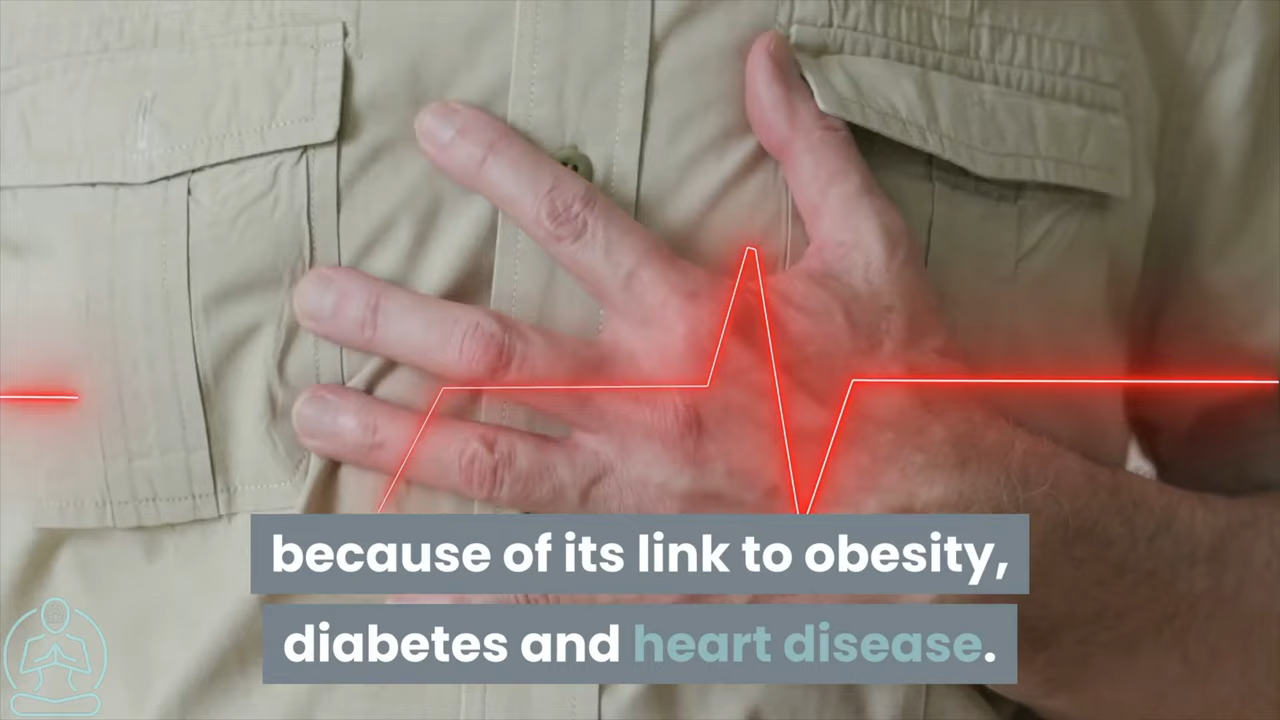 because of its link to obesity,
diabetes and heart disease.